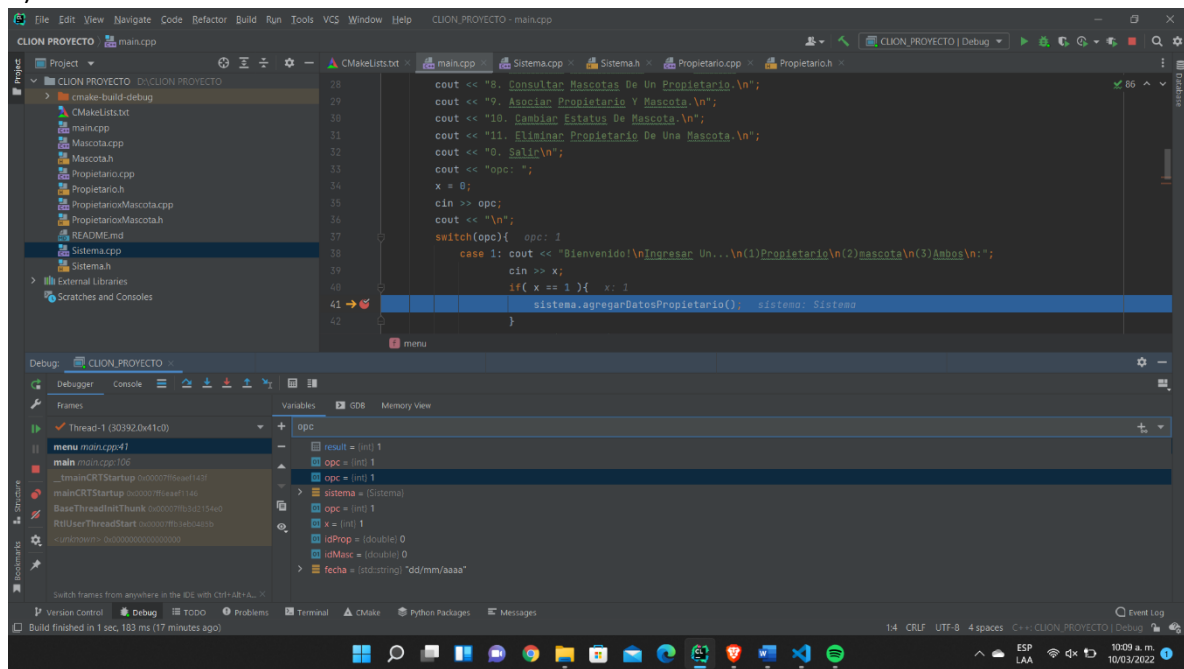 File Edit View Navigate Code Refactor Build Run Tools VCS Window Help CLION_PROYECTO - main.cpp
CLION PROYECTO main.cpp CLION_PROYECTO | Debug
Project CMakeLists.txt main.cpp Sistema.cpp Sistema.h Propietario.cpp Propietario.h
CLION PROYECTO D:\CLION PROYECTO
cmake-build-debug
CMakeLists.txt
main.cpp
Mascota.cpp
Mascota.h
Propietario.cpp
Propietario.h
PropietarioxMascota.cpp
PropietarioxMascota.h
README.md
Sistema.cpp
Sistema.h
External Libraries
Scratches and Consoles
28 cout << "8. Consultar Mascotas De Un Propietario.\n"; 86
29 cout << "9. Asociar Propietario Y Mascota.\n";
30 cout << "10. Cambiar Estatus De Mascota.\n";
31 cout << "11. Eliminar Propietario De Una Mascota.\n";
32 cout << "0. Salir\n";
33 cout << "opc: ";
34 x = 0;
35 cin >> opc;
36 cout << "\n";
37 switch(opc){ opc: 1
38 case 1: cout << "Bienvenido!\nIngresar Un...\n(1)Propietario\n(2)mascota\n(3)Ambos\n:";
39 cin >> x;
40 if( x == 1 ){ x: 1
41 sistema.agregarDatosPropietario(); sistema: Sistema
42 }
menu
Project
Database
Debug: CLION_PROYECTO
Debugger Console
Frames Variables GDB Memory View
Thread-1 (30392.0x41c0) opc
menu main.cpp:41
main main.cpp:106
__tmainCRTStartup
mainCRTStartup
BaseThreadInitThunk
RtlUserThreadStart
<unknown> 0x0000000000000000
result = {int} 1
opc = {int} 1
opc = {int} 1
sistema = {Sistema}
opc = {int} 1
x = {int} 1
idProp = {double} 0
idMasc = {double} 0
fecha = {std::string} "dd/mm/aaaa"
Structure
Bookmarks
Switch frames from anywhere in the IDE with Ctrl+Alt+A...
Version Control Debug TODO Problems Terminal CMake Python Packages Messages Event Log
Build finished in 1 sec, 183 ms (17 minutes ago) 1:4 CRLF UTF-8 4 spaces C++: CLION_PROYECTO | Debug
ESP
LAA
10:09 a. m.
10/03/2022